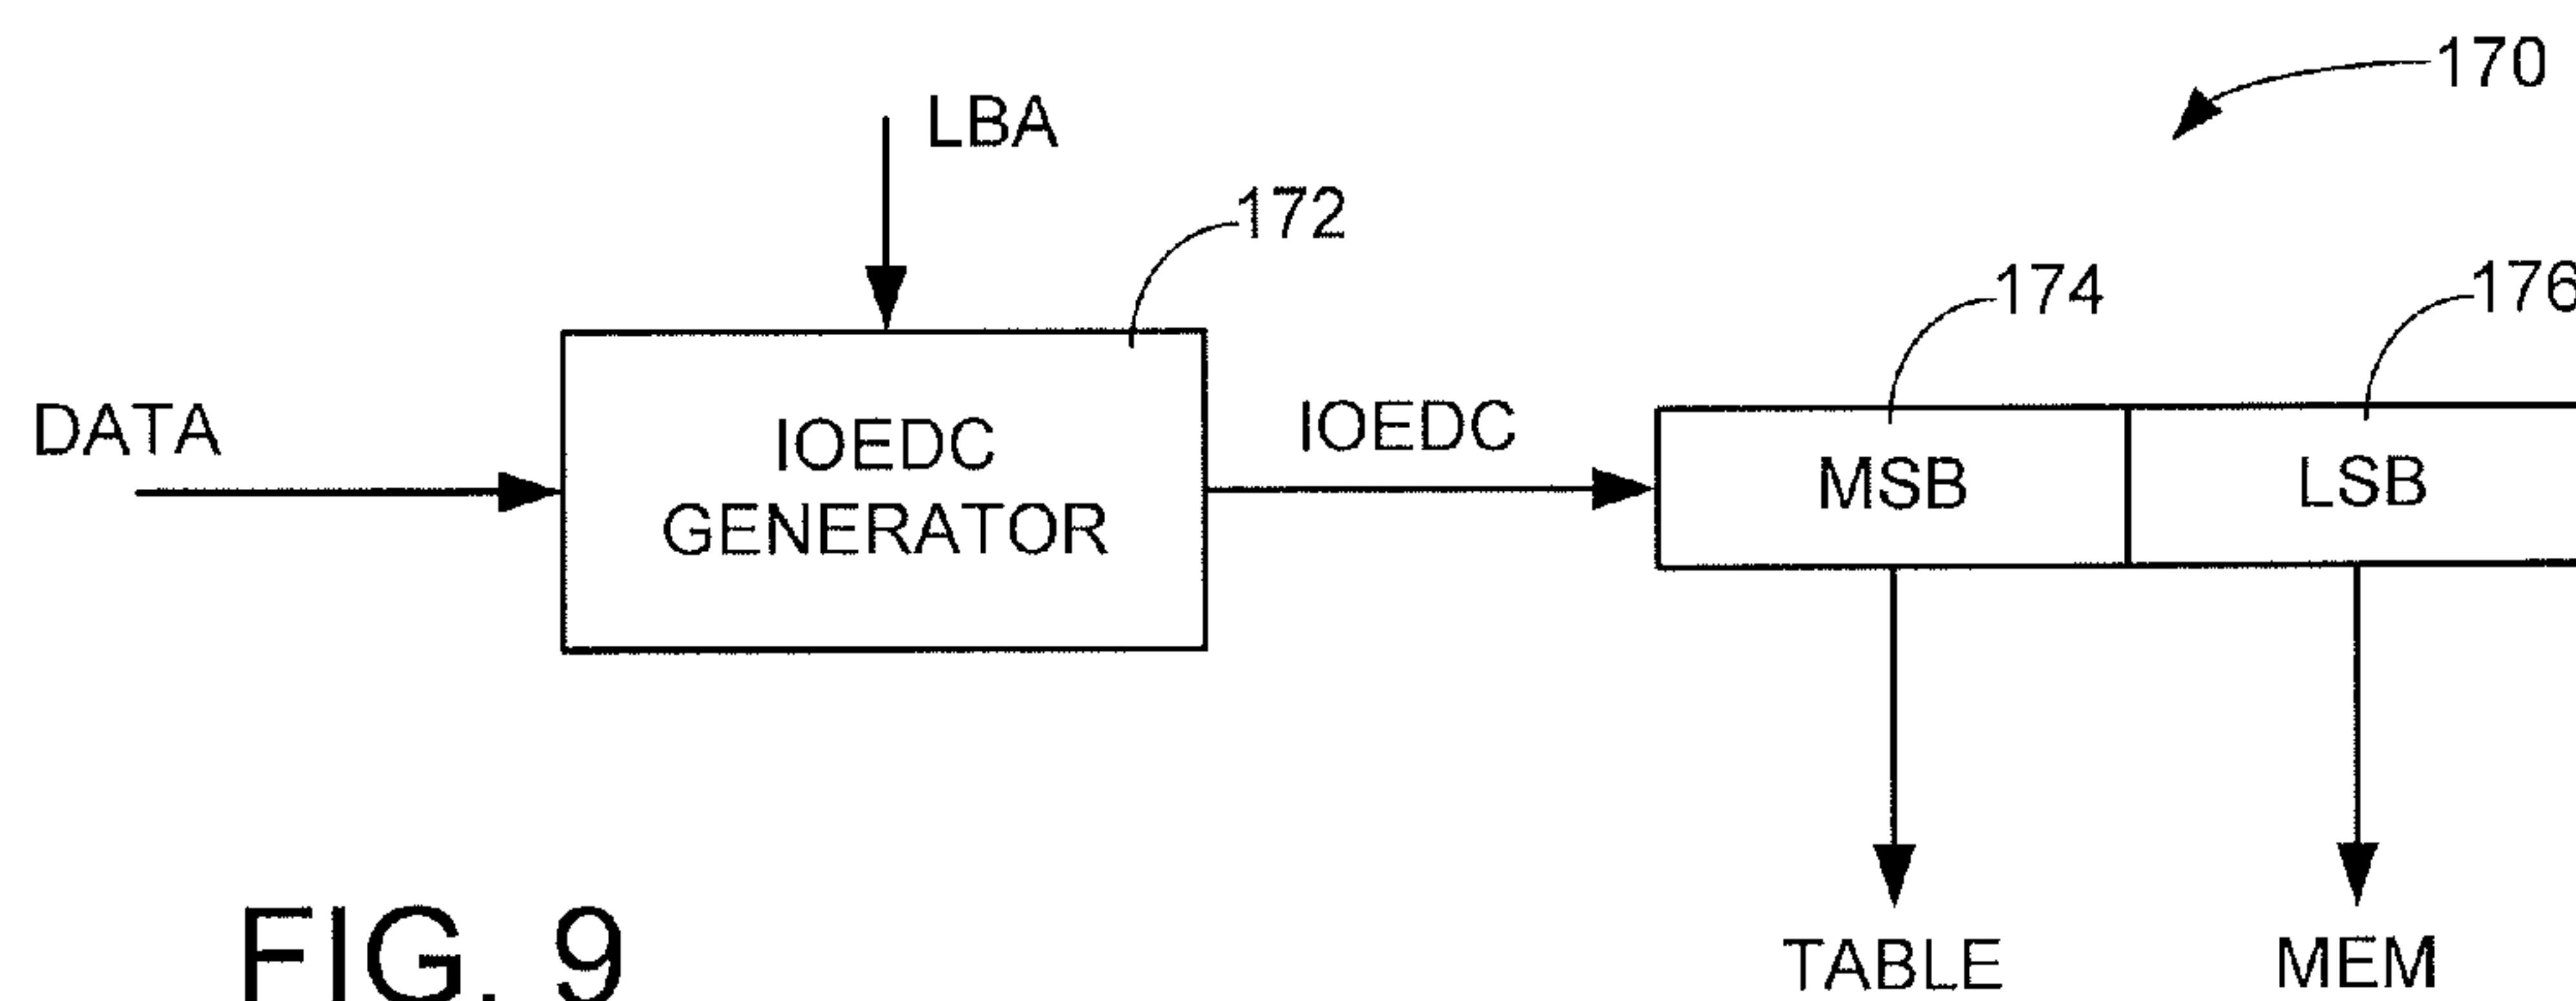 170
LBA
172
174
176
DATA
IOEDC
GENERATOR
IOEDC
MSB
LSB
TABLE
MEM
FIG. 9